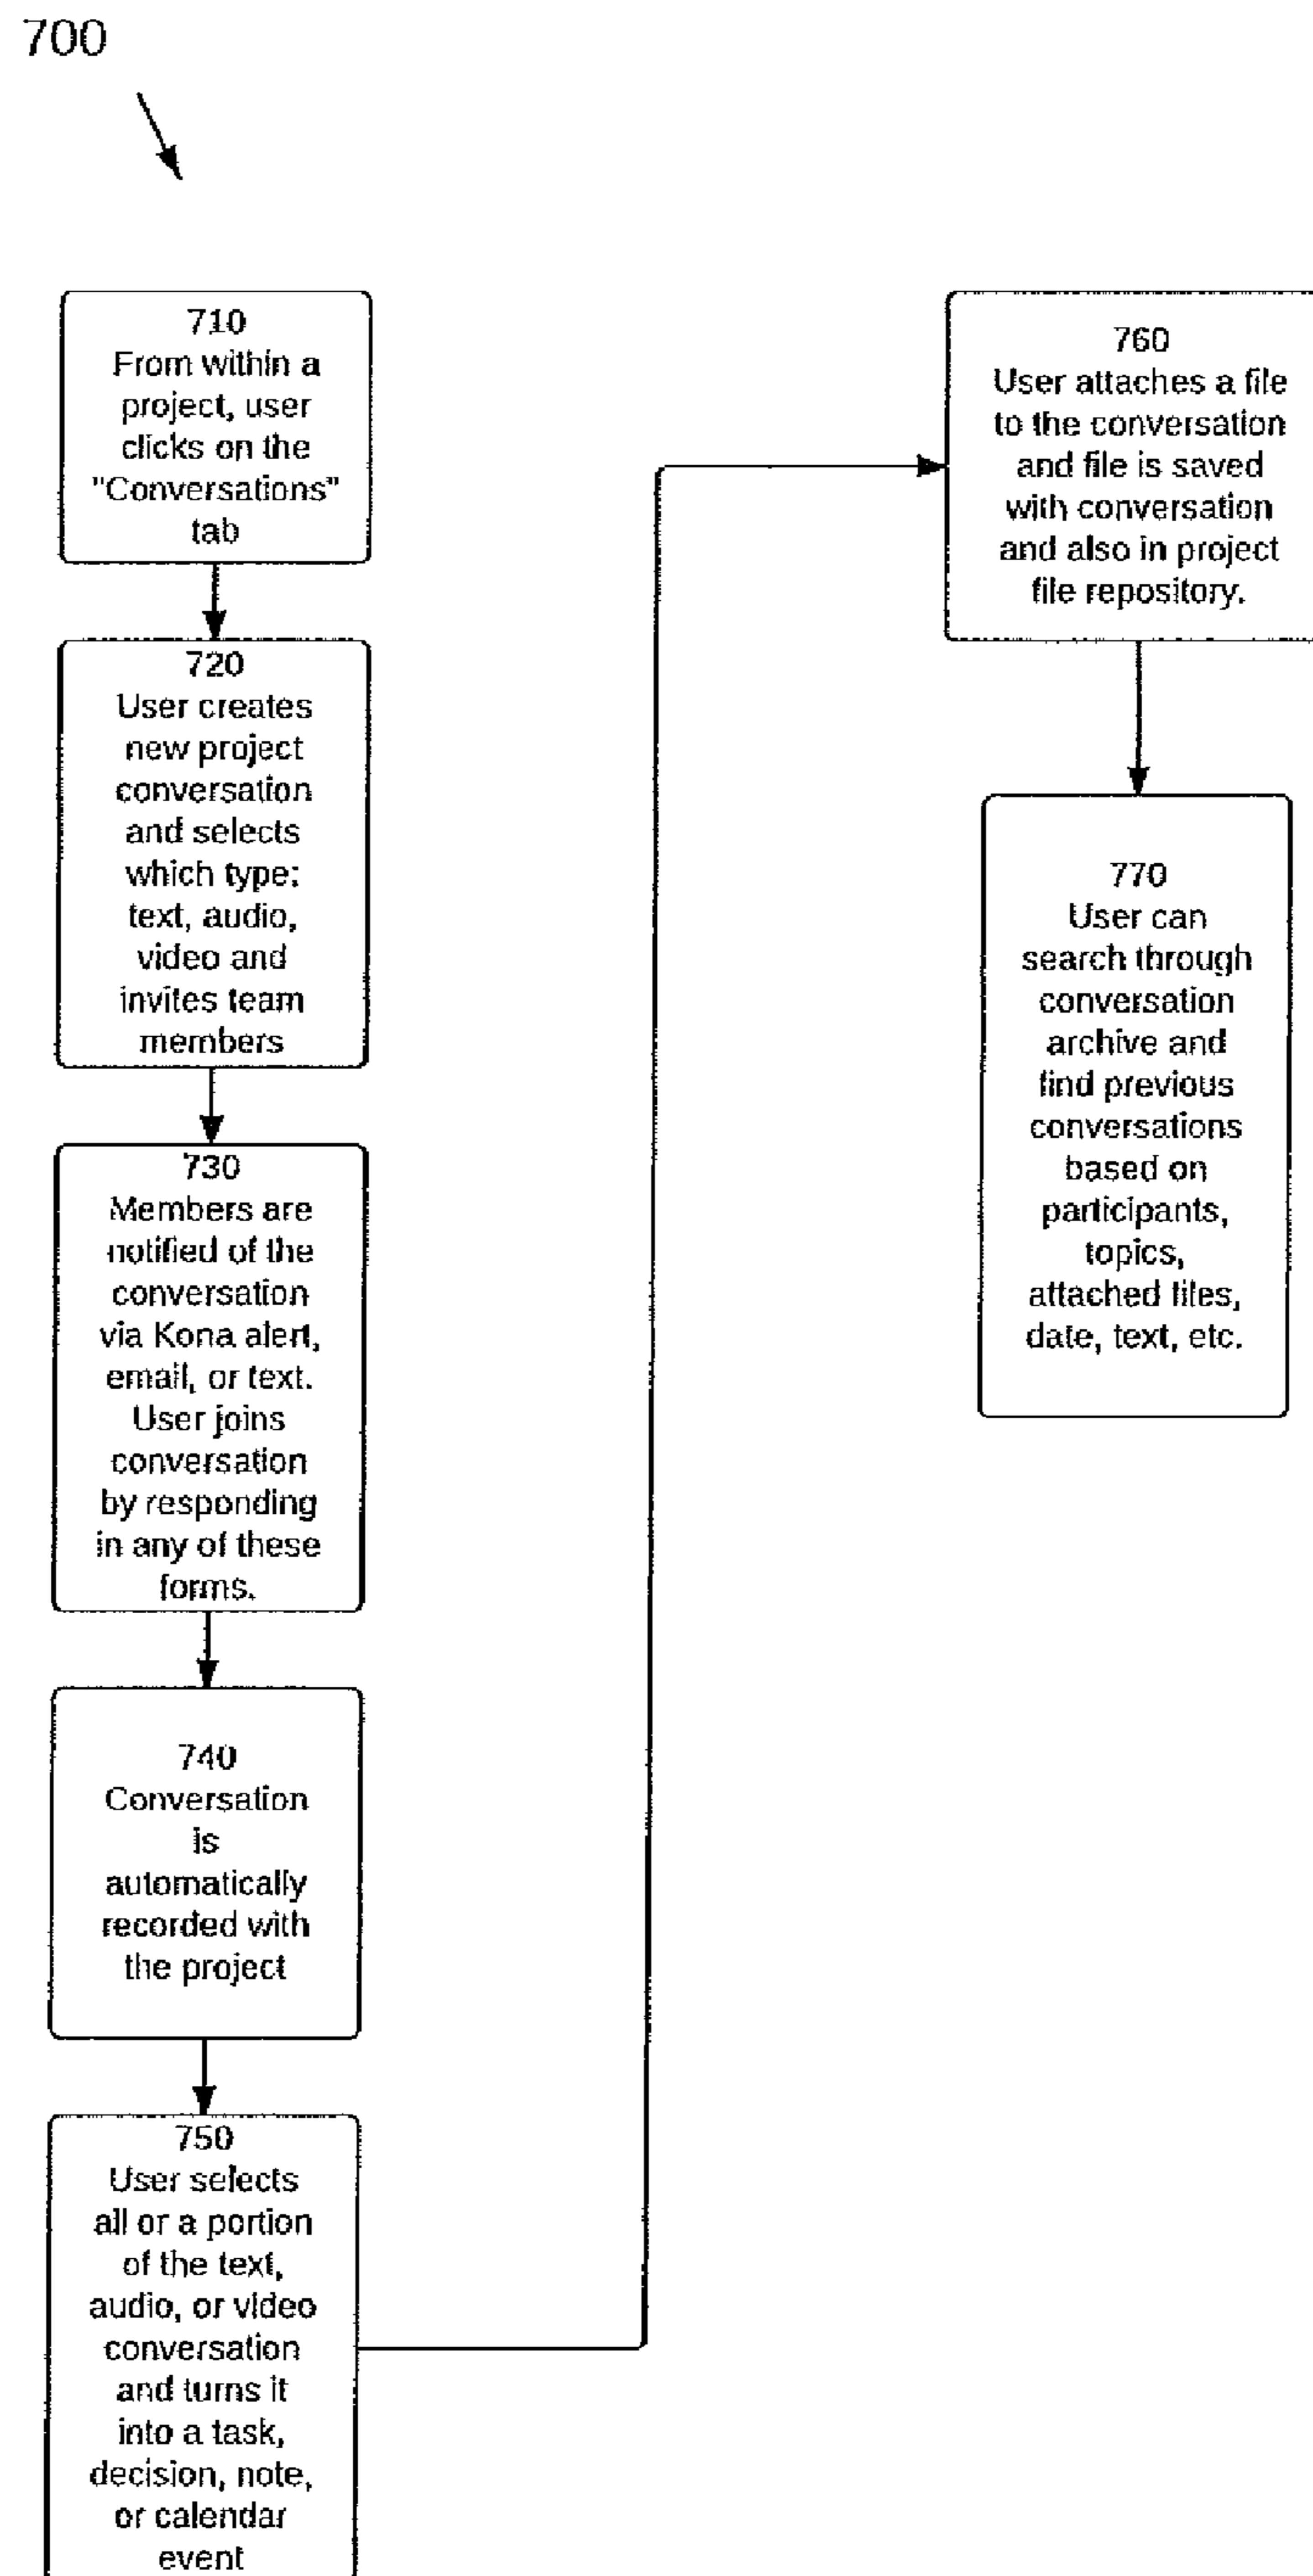 700
710
From within a
project, user
clicks on the
"Conversations"
tab
720
User creates
new project
conversation
and selects
which type:
text, audio,
video and
invites team
members
730
Members are
notified of the
conversation
via Kona alert,
email, or text.
User joins
conversation
by responding
in any of these
forms.
740
Conversation
is
automatically
recorded with
the project
750
User selects
all or a portion
of the text,
audio, or video
conversation
and turns it
into a task,
decision, note,
or calendar
event
760
User attaches a file
to the conversation
and file is saved
with conversation
and also in project
file repository.
770
User can
search through
conversation
archive and
find previous
conversations
based on
participants,
topics,
attached files,
date, text, etc.